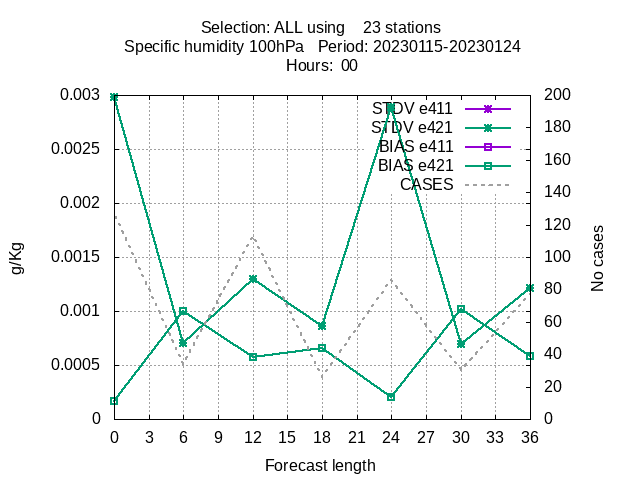 Selection: ALL using    23 stations
Specific humidity 100hPa   Period: 20230115-20230124
Hours:  00
0.003
0.0025
0.002
0.0015
0.001
0.0005
0
200
180
160
140
120
100
80
60
40
20
0
STDV e411
STDV e421
BIAS e411
BIAS e421
CASES
g/Kg
No cases
0 3 6 9 12 15 18 21 24 27 30 33 36
Forecast length